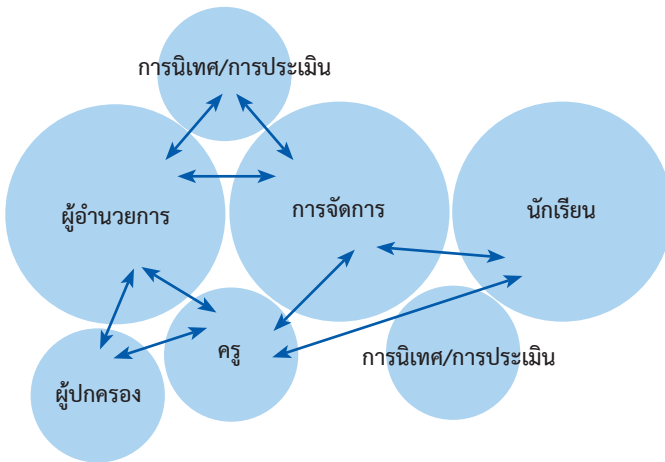 การนิเทศ/การประเมิน
ผู้อำนวยการ
การจัดการ
นักเรียน
ครู
การนิเทศ/การประเมิน
ผู้ปกครอง